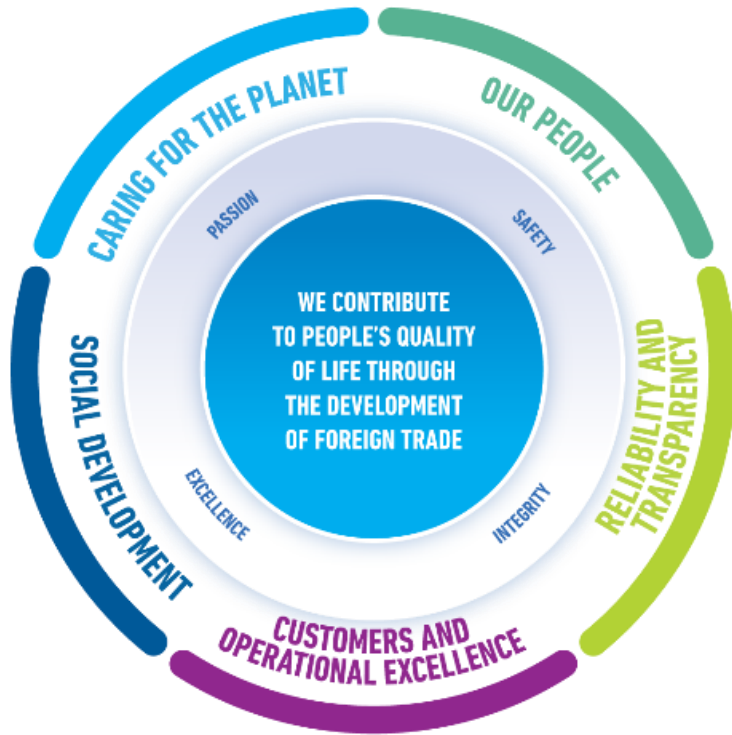 CARING FOR THE PLANET
OUR PEOPLE
PASSION
SAFETY
WE CONTRIBUTE
TO PEOPLE'S QUALITY
OF LIFE THROUGH
THE DEVELOPMENT
OF FOREIGN TRADE
SOCIAL DEVELOPMENT
RELIABILITY AND
TRANSPARENCY
EXCELLENCE
INTEGRITY
CUSTOMERS AND
OPERATIONAL EXCELLENCE